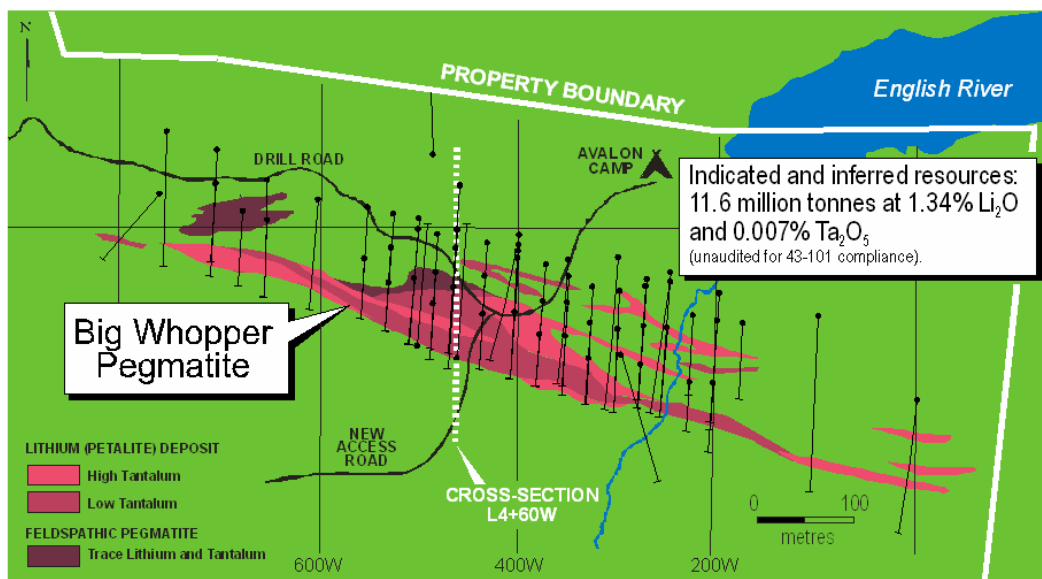 N
PROPERTY BOUNDARY
English River
DRILL ROAD
AVALON
CAMP
Indicated and inferred resources:
11.6 million tonnes at 1.34% Li₂O
and 0.007% Ta₂O₅
(unaudited for 43-101 compliance).
Big Whopper
Pegmatite
NEW
ACCESS
ROAD
LITHIUM (PETALITE) DEPOSIT
High Tantalum
Low Tantalum
FELDSPATHIC PEGMATITE
Trace Lithium and Tantalum
CROSS-SECTION
L4+60W
0 100
metres
600W 400W 200W